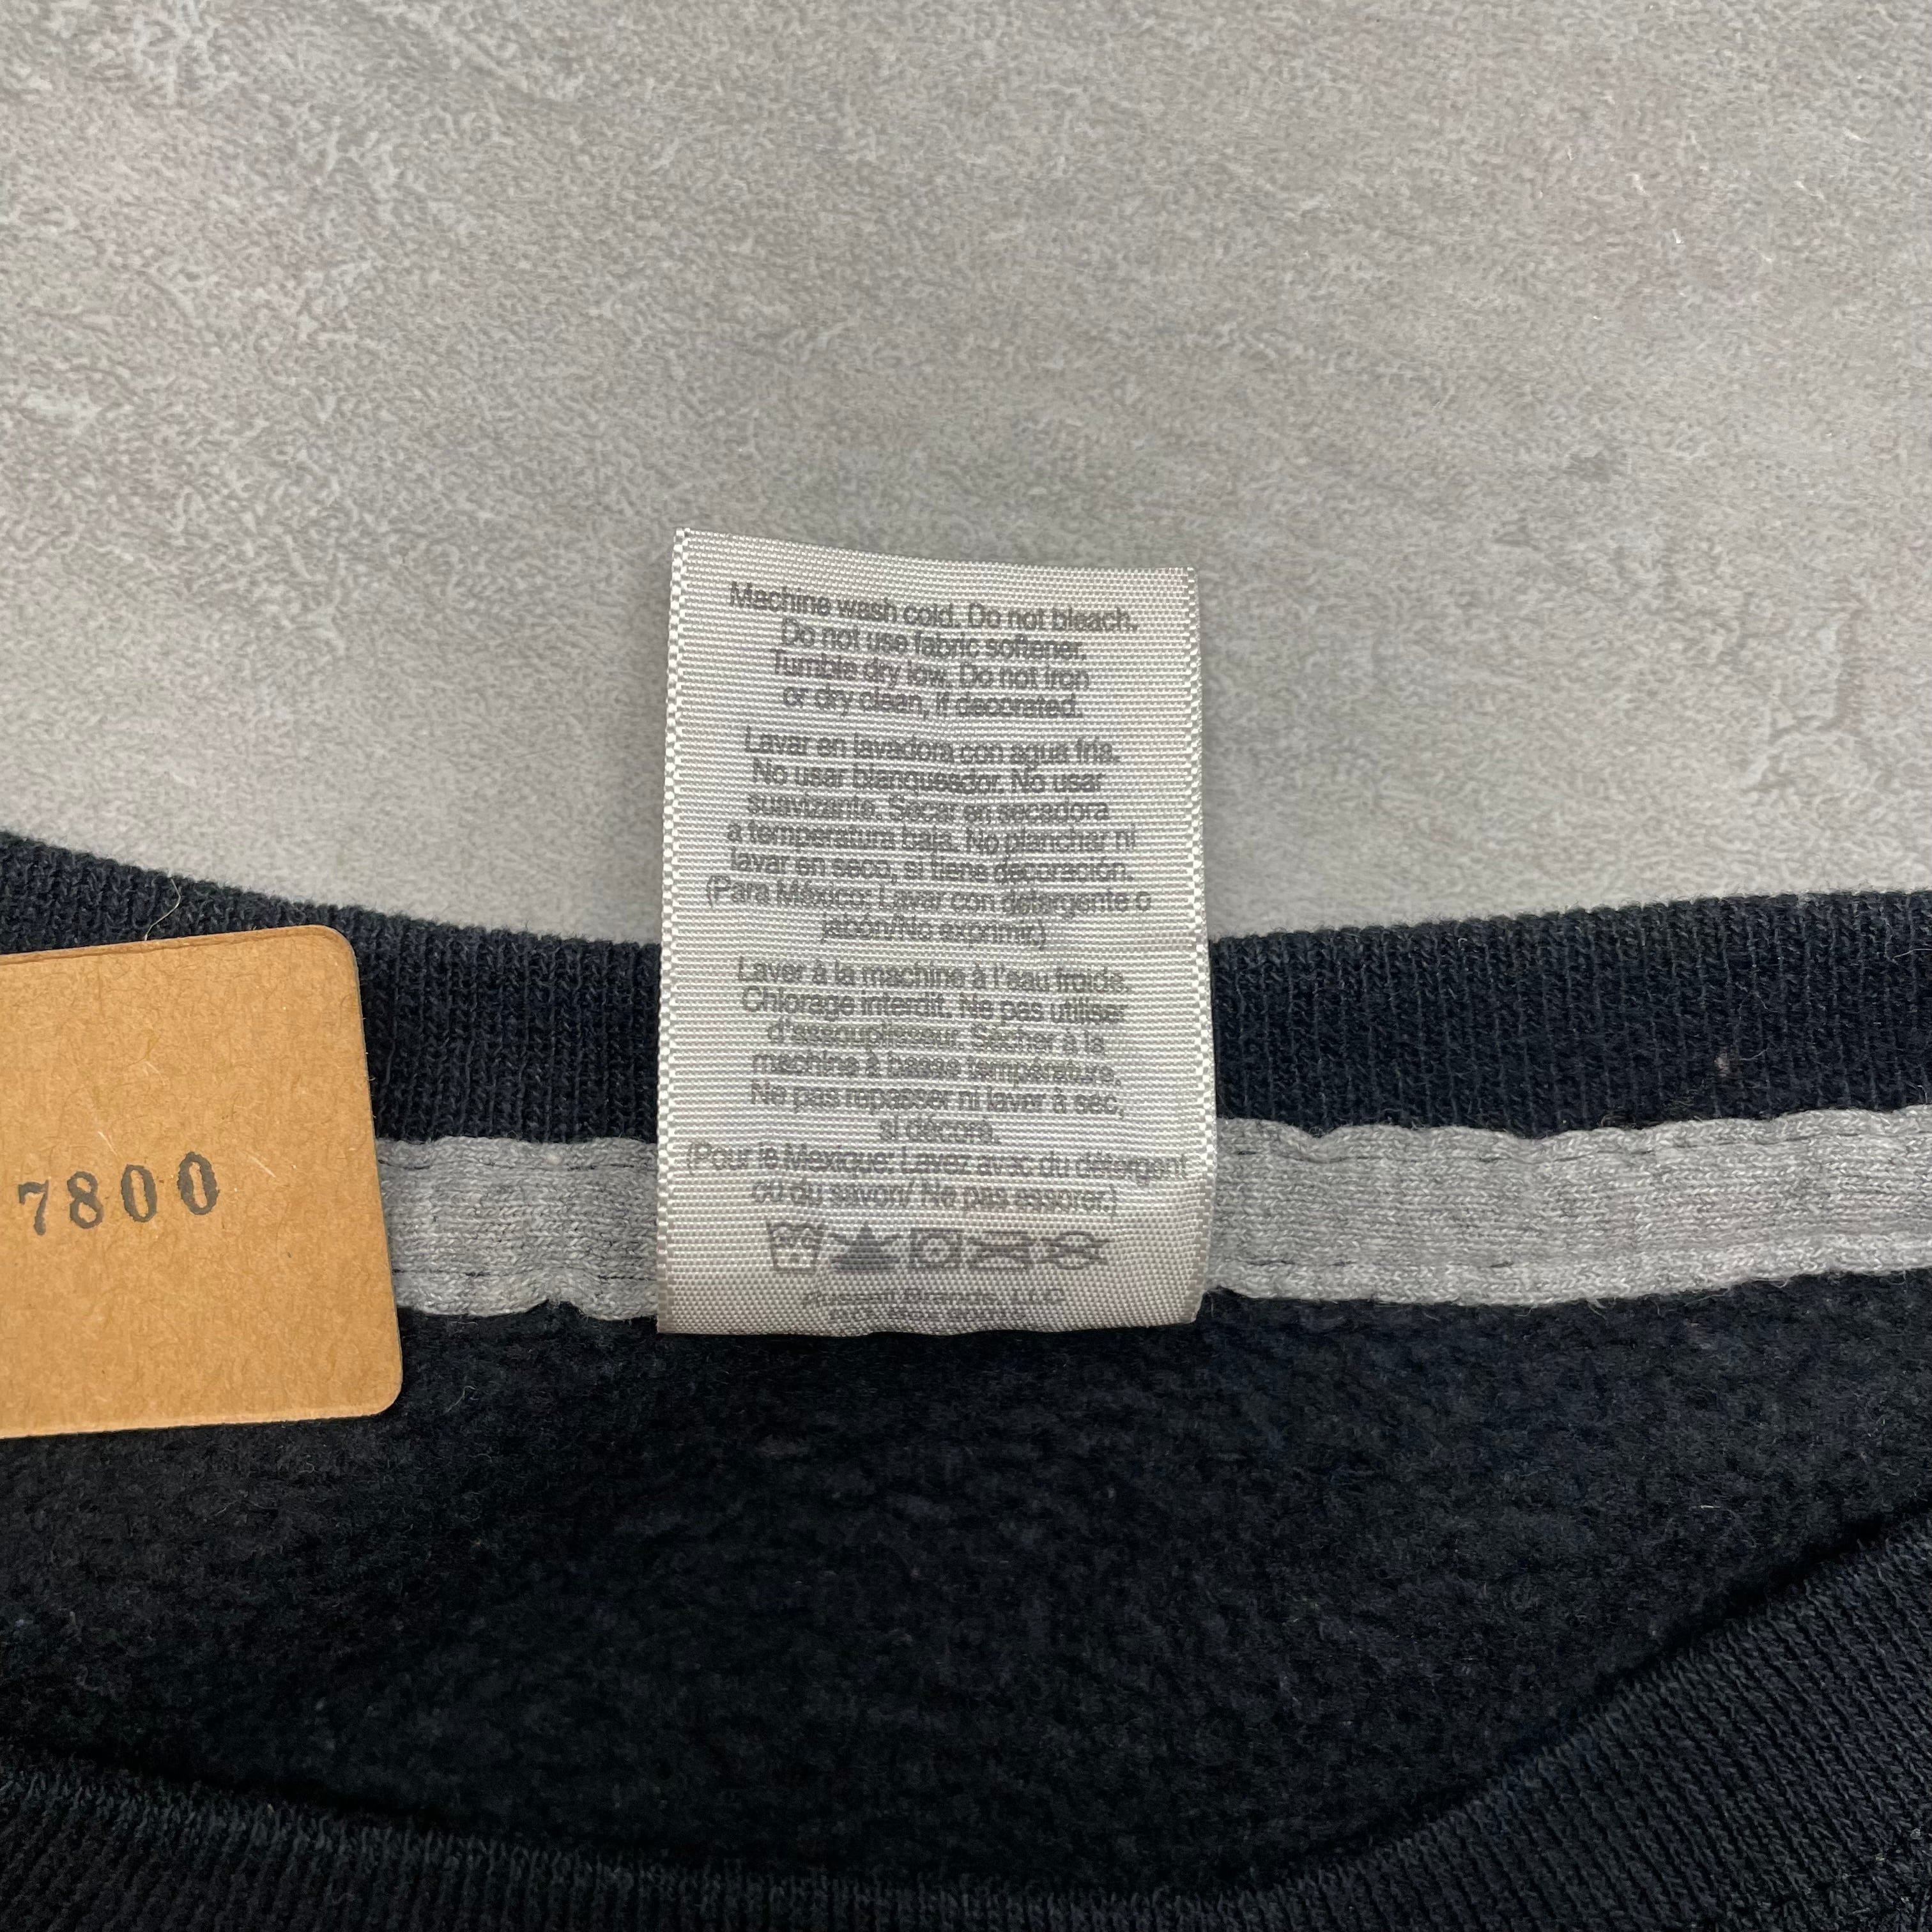 Machine wash cold. Do not bleach.
Do not use fabric softener.
Tumble dry low. Do not iron
or dry clean, if decorated.
Lavar en lavadora con agua fría.
No usar blanqueador. No usar
suavizante. Secar en secadora
a temperatura baja. No planchar ni
lavar en seco, si tiene decoración.
(Para México: Lavar con detergente o
jabón/No exprimir)
Laver à la machine à l'eau froide.
Chlorage interdit. Ne pas utiliser
d'assouplisseur. Sécher à la
machine à basse température.
Ne pas repasser ni laver à sec,
si décoré.
(Pour le Mexique: Lavez avec du détergent
ou du savon/ Ne pas essorer.)
Brands, LLC
7800